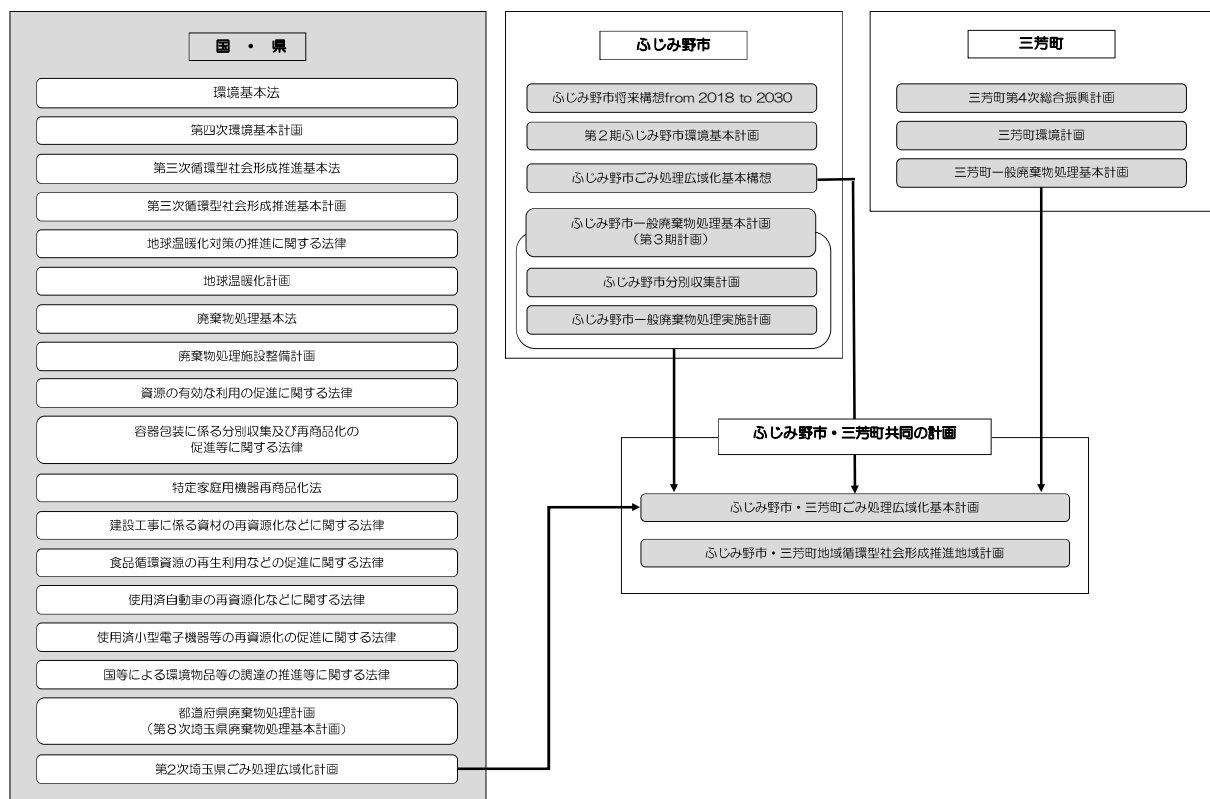 国・県
環境基本法
第四次環境基本計画
第三次循環型社会形成推進基本法
第三次循環型社会形成推進基本計画
地球温暖化対策の推進に関する法律
地球温暖化計画
廃棄物処理基本法
廃棄物処理施設整備計画
資源の有効な利用の促進に関する法律
容器包装に係る分別収集及び再商品化の
促進等に関する法律
特定家庭用機器再商品化法
建設工事に係る資材の再資源化などに関する法律
食品循環資源の再生利用などの促進に関する法律
使用済自動車の再資源化などに関する法律
使用済小型電子機器等の再資源化の促進に関する法律
国等による環境物品等の調達の推進等に関する法律
都道府県廃棄物処理計画
(第8次埼玉県廃棄物処理基本計画)
第2次埼玉県ごみ処理広域化計画
ふじみ野市
ふじみ野市将来構想from 2018 to 2030
第2期ふじみ野市環境基本計画
ふじみ野市ごみ処理広域化基本構想
ふじみ野市一般廃棄物処理基本計画
(第3期計画)
ふじみ野市分別収集計画
ふじみ野市一般廃棄物処理実施計画
三芳町
三芳町第4次総合振興計画
三芳町環境計画
三芳町一般廃棄物処理基本計画
ふじみ野市・三芳町共同の計画
ふじみ野市・三芳町ごみ処理広域化基本計画
ふじみ野市・三芳町地域循環型社会形成推進地域計画